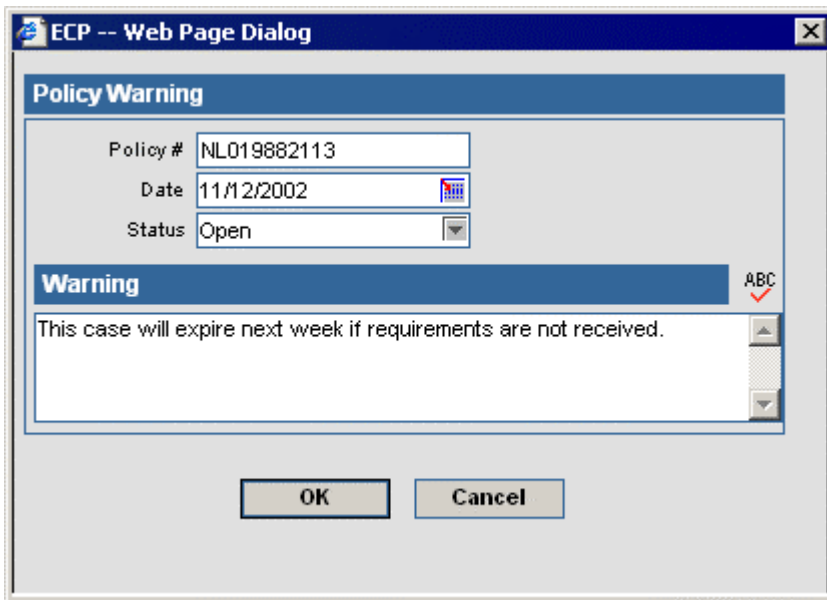 ECP -- Web Page Dialog
Policy Warning
Policy # NL019882113
Date 11/12/2002
Status Open
Warning ABC
This case will expire next week if requirements are not received.
OK Cancel